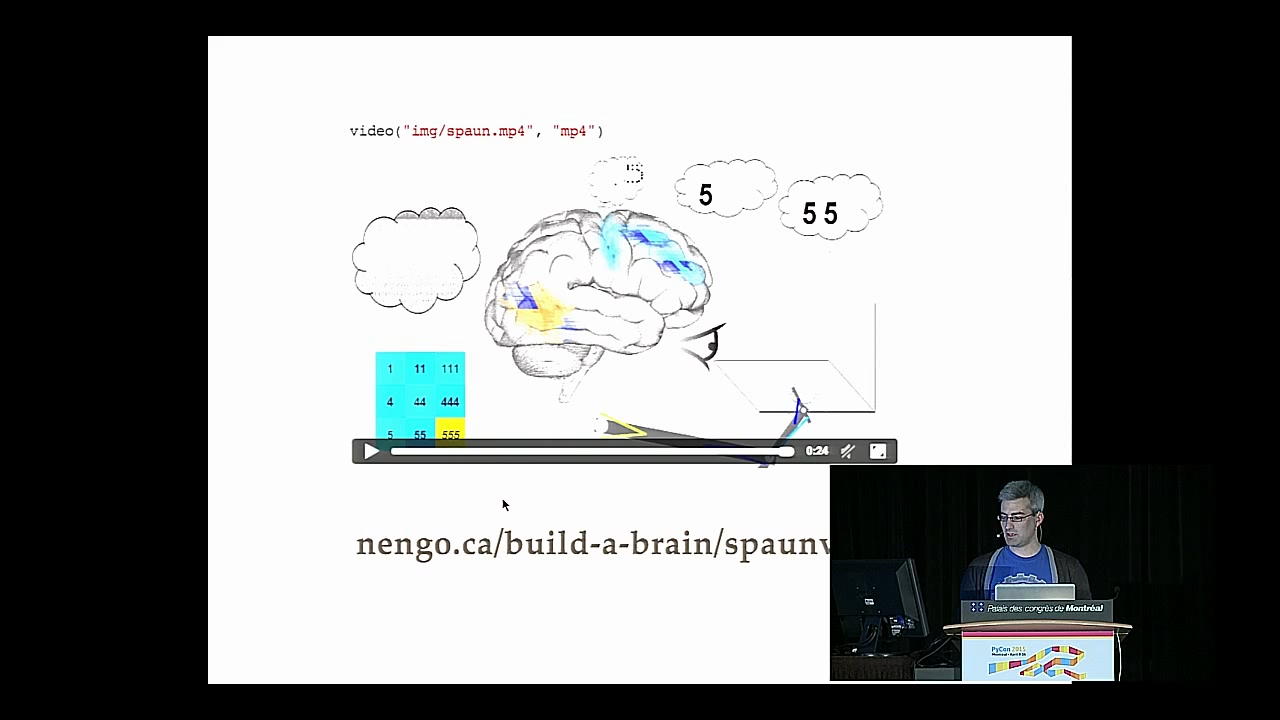 video("img/spaun.mp4", "mp4")
5
5
5 5
1 11 111
4 44 444
5 55 555
0:24
nengo.ca/build-a-brain/spaunv
Palais des congrès de Montréal
PyCon 2015